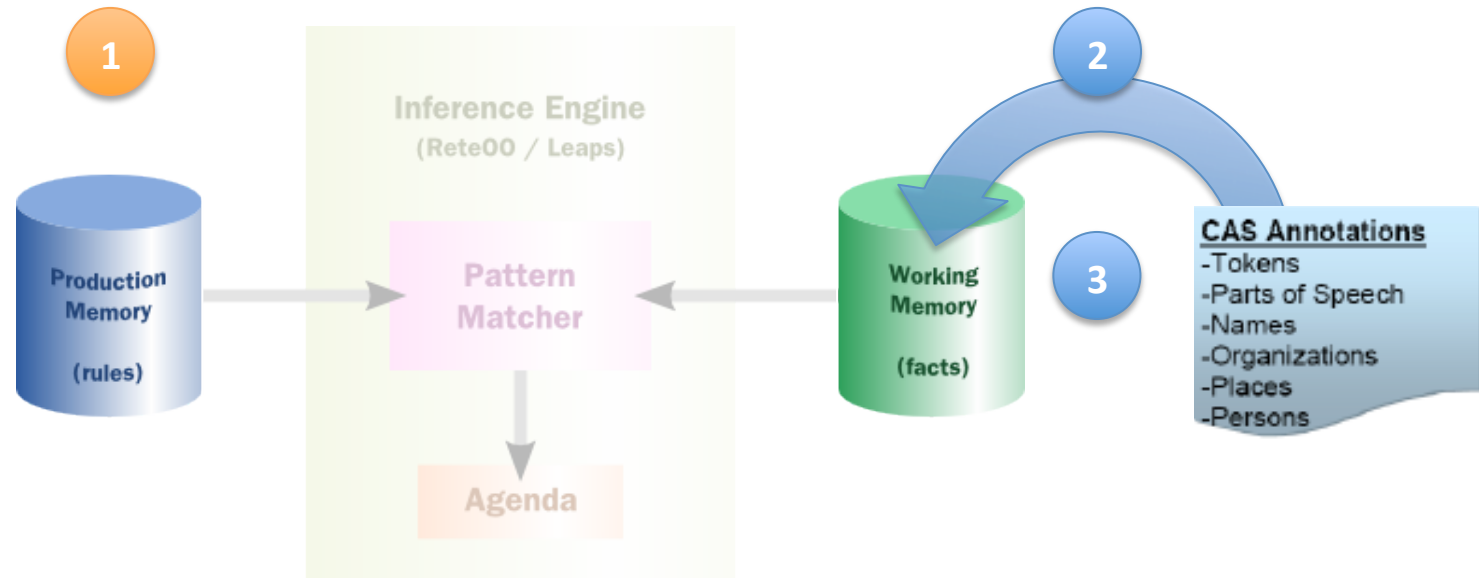 1
2
Inference Engine
(Rete00 / Leaps)
Production
Memory
(rules)
Pattern
Matcher
Working
Memory
(facts)
3
CAS Annotations
-Tokens
-Parts of Speech
-Names
-Organizations
-Places
-Persons
Agenda